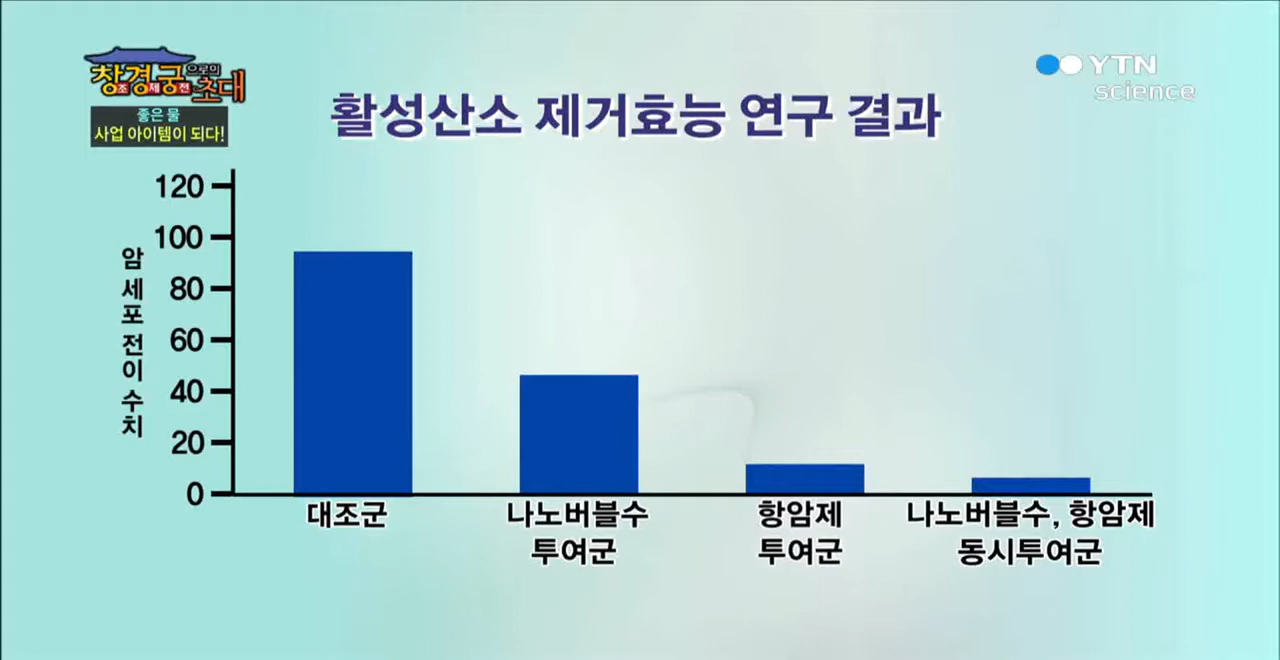 창경궁으로의 초대
조 제 전
좋은 물
사업 아이템이 되다!
YTN
science
활성산소 제거효능 연구 결과
암 세포 전이 수치
120
100
80
60
40
20
0
대조군
나노버블수
투여군
항암제
투여군
나노버블수, 항암제
동시투여군